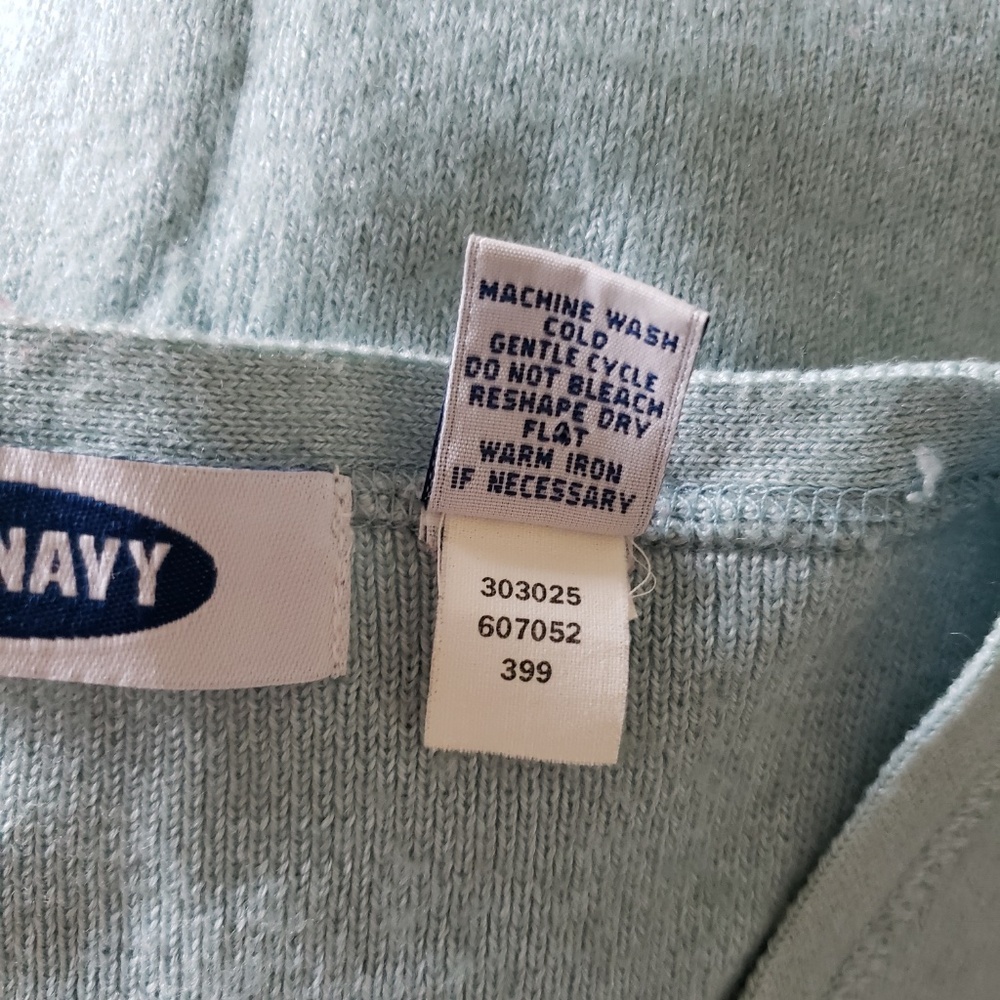 NAVY
MACHINE WASH
COLD
GENTLE CYCLE
DO NOT BLEACH
RESHAPE DRY
FLAT
WARM IRON
IF NECESSARY
303025
607052
399